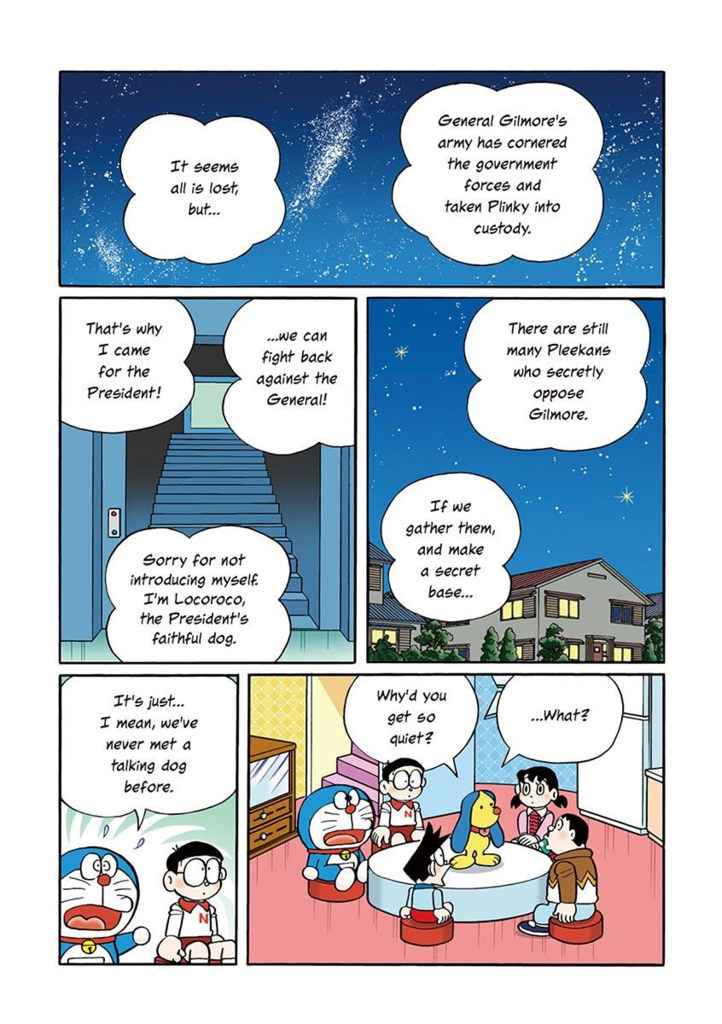 General Gilmore's
army has cornered
the government
forces and
taken Plinky into
custody.
It seems
all is lost,
but...
There are still
many Pleekans
who secretly
oppose
Gilmore.
If we
gather them,
and make
a secret
base...
...we can
fight back
against the
General!
That's why
I came
for the
President!
Sorry for not
introducing myself.
I'm Locoroco,
the President's
faithful dog.
...What?
Why'd you
get so
quiet?
N
It's just...
I mean, we've
never met a
talking dog
before.
N